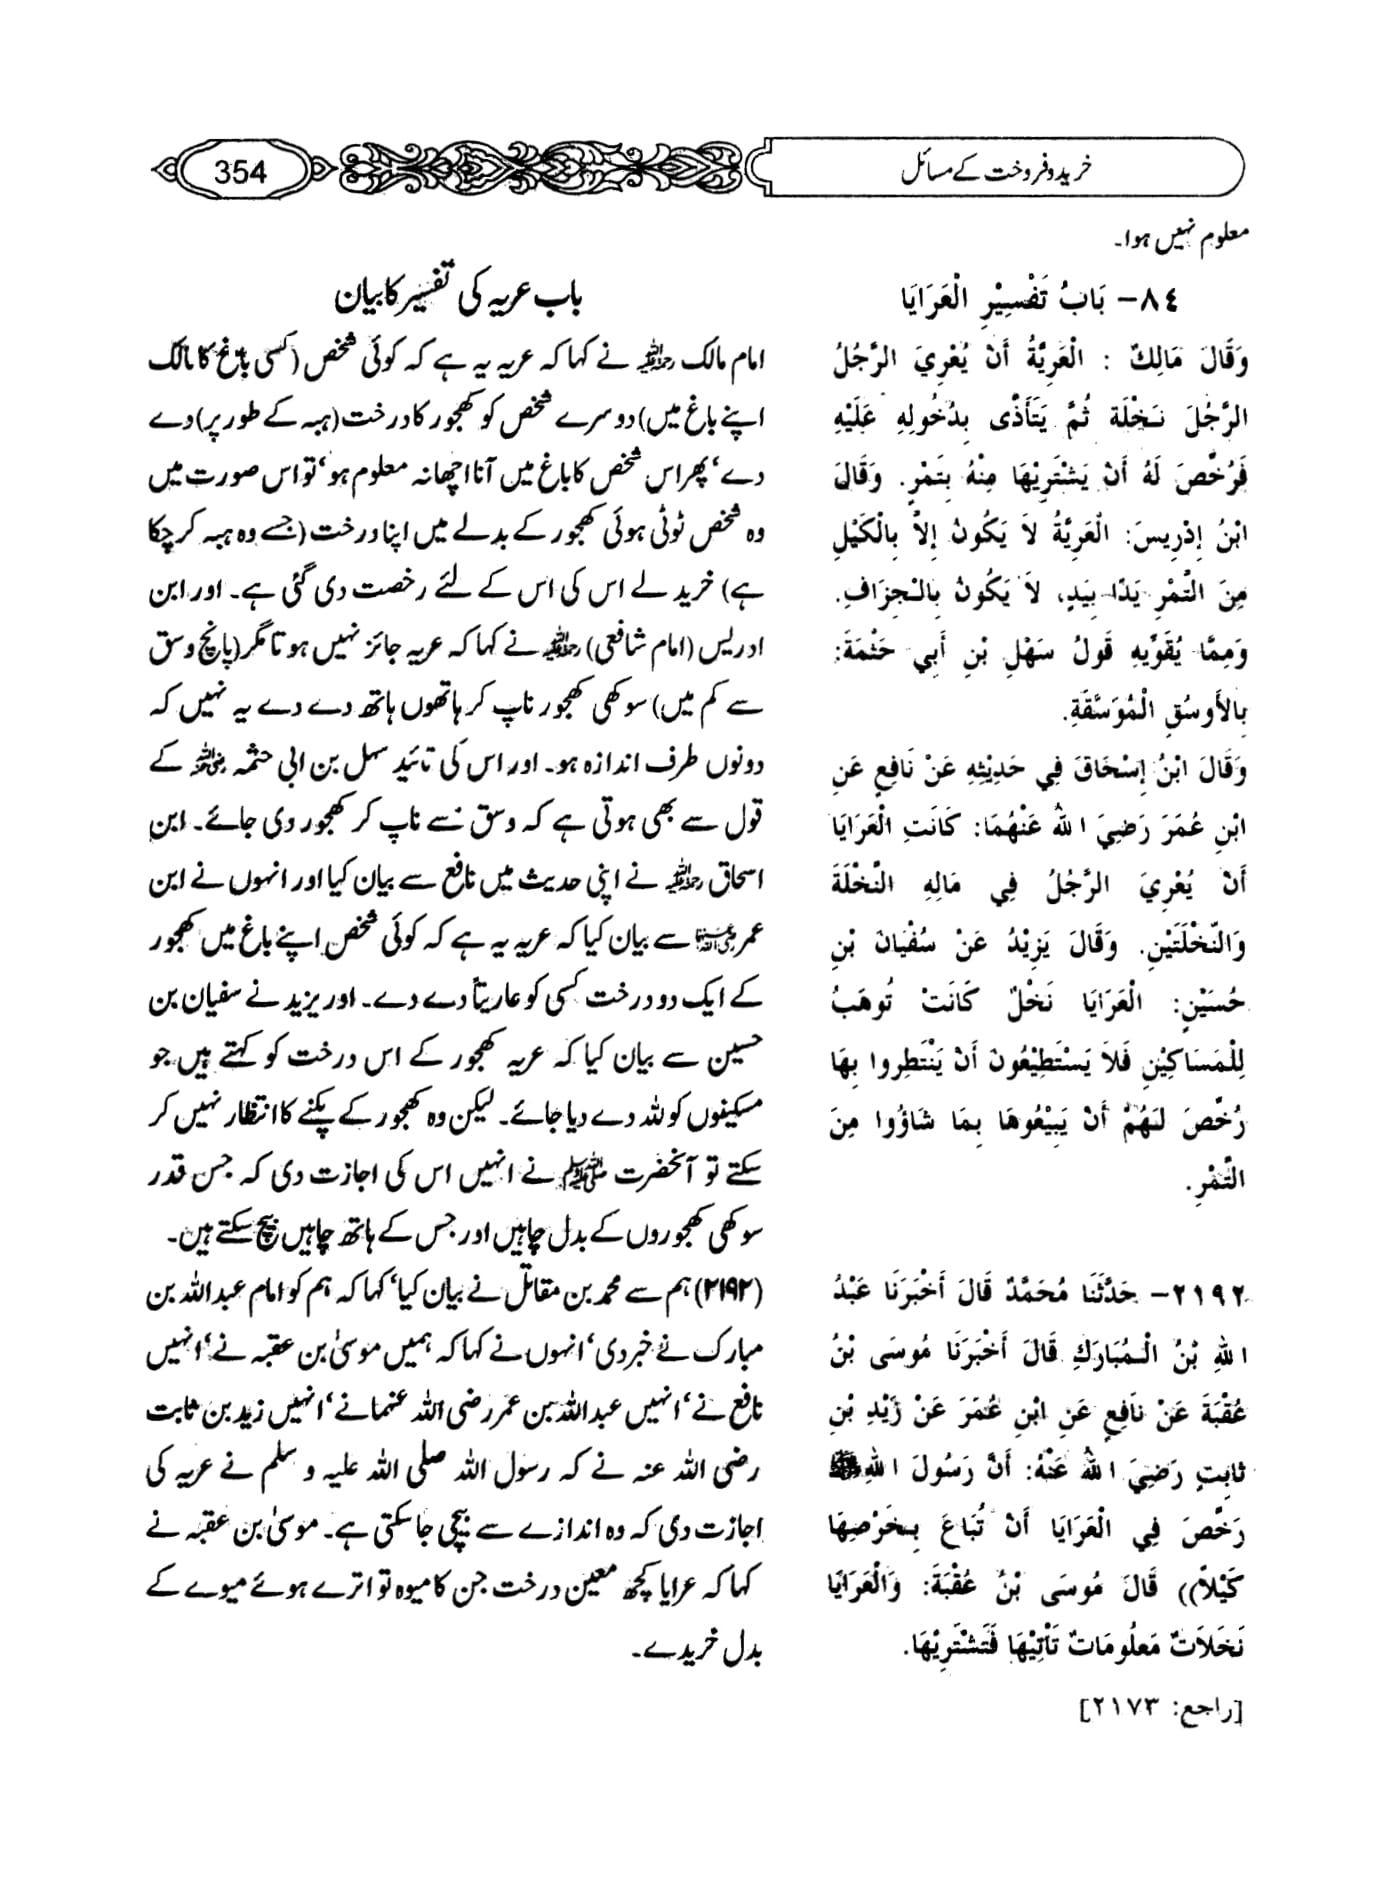 خرید و فروخت کے مسائل
354
معلوم نہیں ہوا۔
٨٤- بَابُ تَفْسِيْرِ الْعَرَايَا
وَقَالَ مَالِكٌ : الْعَرِيَّةُ أَنْ يُعْرِيَ الرَّجُلُ
الرَّجُلَ نَخْلَةً ثُمَّ يَتَأَذَّى بِدُخُولِهِ عَلَيْهِ
فَرُخِّصَ لَهُ أَنْ يَشْتَرِيْهَا مِنْهُ بِتَمْرٍ. وَقَالَ
ابْنُ إِدْرِيسَ: الْعَرِيَّةُ لاَ يَكُونُ إِلاَّ بِالْكَيْلِ
مِنَ التَّمْرِ يَدًا بِيَدٍ، لاَ يَكُونُ بِالْجِزَافِ.
وَمِمَّا يُقَوِّيهِ قَولُ سَهْلِ بْنِ أَبِي حَثْمَةَ:
بِالأَوسُقِ الْمُوَسَّقَةِ.
وَقَالَ ابْنُ إِسْحَاقَ فِي حَدِيْثِهِ عَنْ نَافِعٍ عَنِ
ابْنِ عُمَرَ رَضِيَ اللهُ عَنْهُمَا: كَانَتِ الْعَرَايَا
أَنْ يُعْرِيَ الرَّجُلُ فِي مَالِهِ النَّخْلَةَ
وَالنَّخْلَتَيْنِ. وَقَالَ يَزِيْدُ عَنْ سُفْيَانَ بْنِ
حُسَيْنٍ: الْعَرَايَا نَخْلٌ كَانَتْ تُوهَبُ
لِلْمَسَاكِيْنِ فَلاَ يَسْتَطِيْعُونَ أَنْ يَنْتَظِروا بِهَا
رُخِّصَ لَهُمْ أَنْ يَبِيْعُوهَا بِمَا شَاؤُوا مِنَ
التَّمْرِ.
٢١٩٢- حَدَّثَنَا مُحَمَّدٌ قَالَ أَخْبَرَنَا عَبْدُ
اللهِ بْنُ الْمُبَارَكِ قَالَ أَخْبَرَنَا مُوسَى بْنُ
عُقْبَةَ عَنْ نَافِعٍ عَنِ ابْنِ عُمَرَ عَنْ زَيْدِ بْنِ
ثَابِتٍ رَضِيَ اللهُ عَنْهُ: أَنَّ رَسُولَ اللهِ ﷺ
رَخَّصَ فِي الْعَرَايَا أَنْ تُبَاعَ بِخَرْصِهَا
كَيْلاً)) قَالَ مُوسَى بْنُ عُقْبَةَ: وَالْعَرَايَا
نَخَلاَتٌ مَعلُومَاتٌ تَأْتِيْهَا فَتَشْتَرِيْهَا.
[راجع: ٢١٧٣]
باب عریہ کی تفسیر کا بیان
امام مالک رحمۃ اللہ علیہ نے کہا کہ عریہ یہ ہے کہ کوئی شخص (کسی باغ کا مالک
اپنے باغ میں) دوسرے شخص کو کھجور کا درخت (ہبہ کے طور پر) دے
دے' پھر اس شخص کا باغ میں آنا اچھا نہ معلوم ہو' تو اس صورت میں
وہ شخص ٹوٹی ہوئی کھجور کے بدلے میں اپنا درخت (جسے وہ ہبہ کر چکا
ہے) خرید لے اس کی اس کے لئے رخصت دی گئی ہے۔ اور ابن
ادریس (امام شافعی) رحمۃ اللہ علیہ نے کہا کہ عریہ جائز نہیں ہوتا مگر (پانچ وسق
سے کم میں) سوکھی کھجور ناپ کر ہاتھوں ہاتھ دے دے یہ نہیں کہ
دونوں طرف اندازہ ہو۔ اور اس کی تائید سہل بن ابی حثمہ رضی اللہ عنہ کے
قول سے بھی ہوتی ہے کہ وسق سے ناپ کر کھجور دی جائے۔ ابن
اسحاق رحمۃ اللہ علیہ نے اپنی حدیث میں نافع سے بیان کیا اور انہوں نے ابن
عمر رضی اللہ عنہما سے بیان کیا کہ عریہ یہ ہے کہ کوئی شخص اپنے باغ میں کھجور
کے ایک دو درخت کسی کو عاریتاً دے دے۔ اور یزید نے سفیان بن
حسین سے بیان کیا کہ عریہ کھجور کے اس درخت کو کہتے ہیں جو
مسکینوں کو للہ دے دیا جائے۔ لیکن وہ کھجور کے پکنے کا انتظار نہیں کر
سکتے تو آنحضرت ﷺ نے انہیں اس کی اجازت دی کہ جس قدر
سوکھی کھجوروں کے بدل چاہیں اور جس کے ہاتھ چاہیں بیچ سکتے ہیں۔
(۲۱۹۲) ہم سے محمد بن مقاتل نے بیان کیا' کہا کہ ہم کو امام عبداللہ بن
مبارک نے خبر دی' انہوں نے کہا کہ ہمیں موسیٰ بن عقبہ نے' انہیں
نافع نے' انہیں عبداللہ بن عمر رضی اللہ عنہما نے' انہیں زید بن ثابت
رضی اللہ عنہ نے کہ رسول اللہ صلی اللہ علیہ و سلم نے عریہ کی
اجازت دی کہ وہ اندازے سے بیچی جا سکتی ہے۔ موسیٰ بن عقبہ نے
کہا کہ عرایا کچھ معین درخت جن کا میوہ تو اترے ہوئے میوے کے
بدل خریدے۔